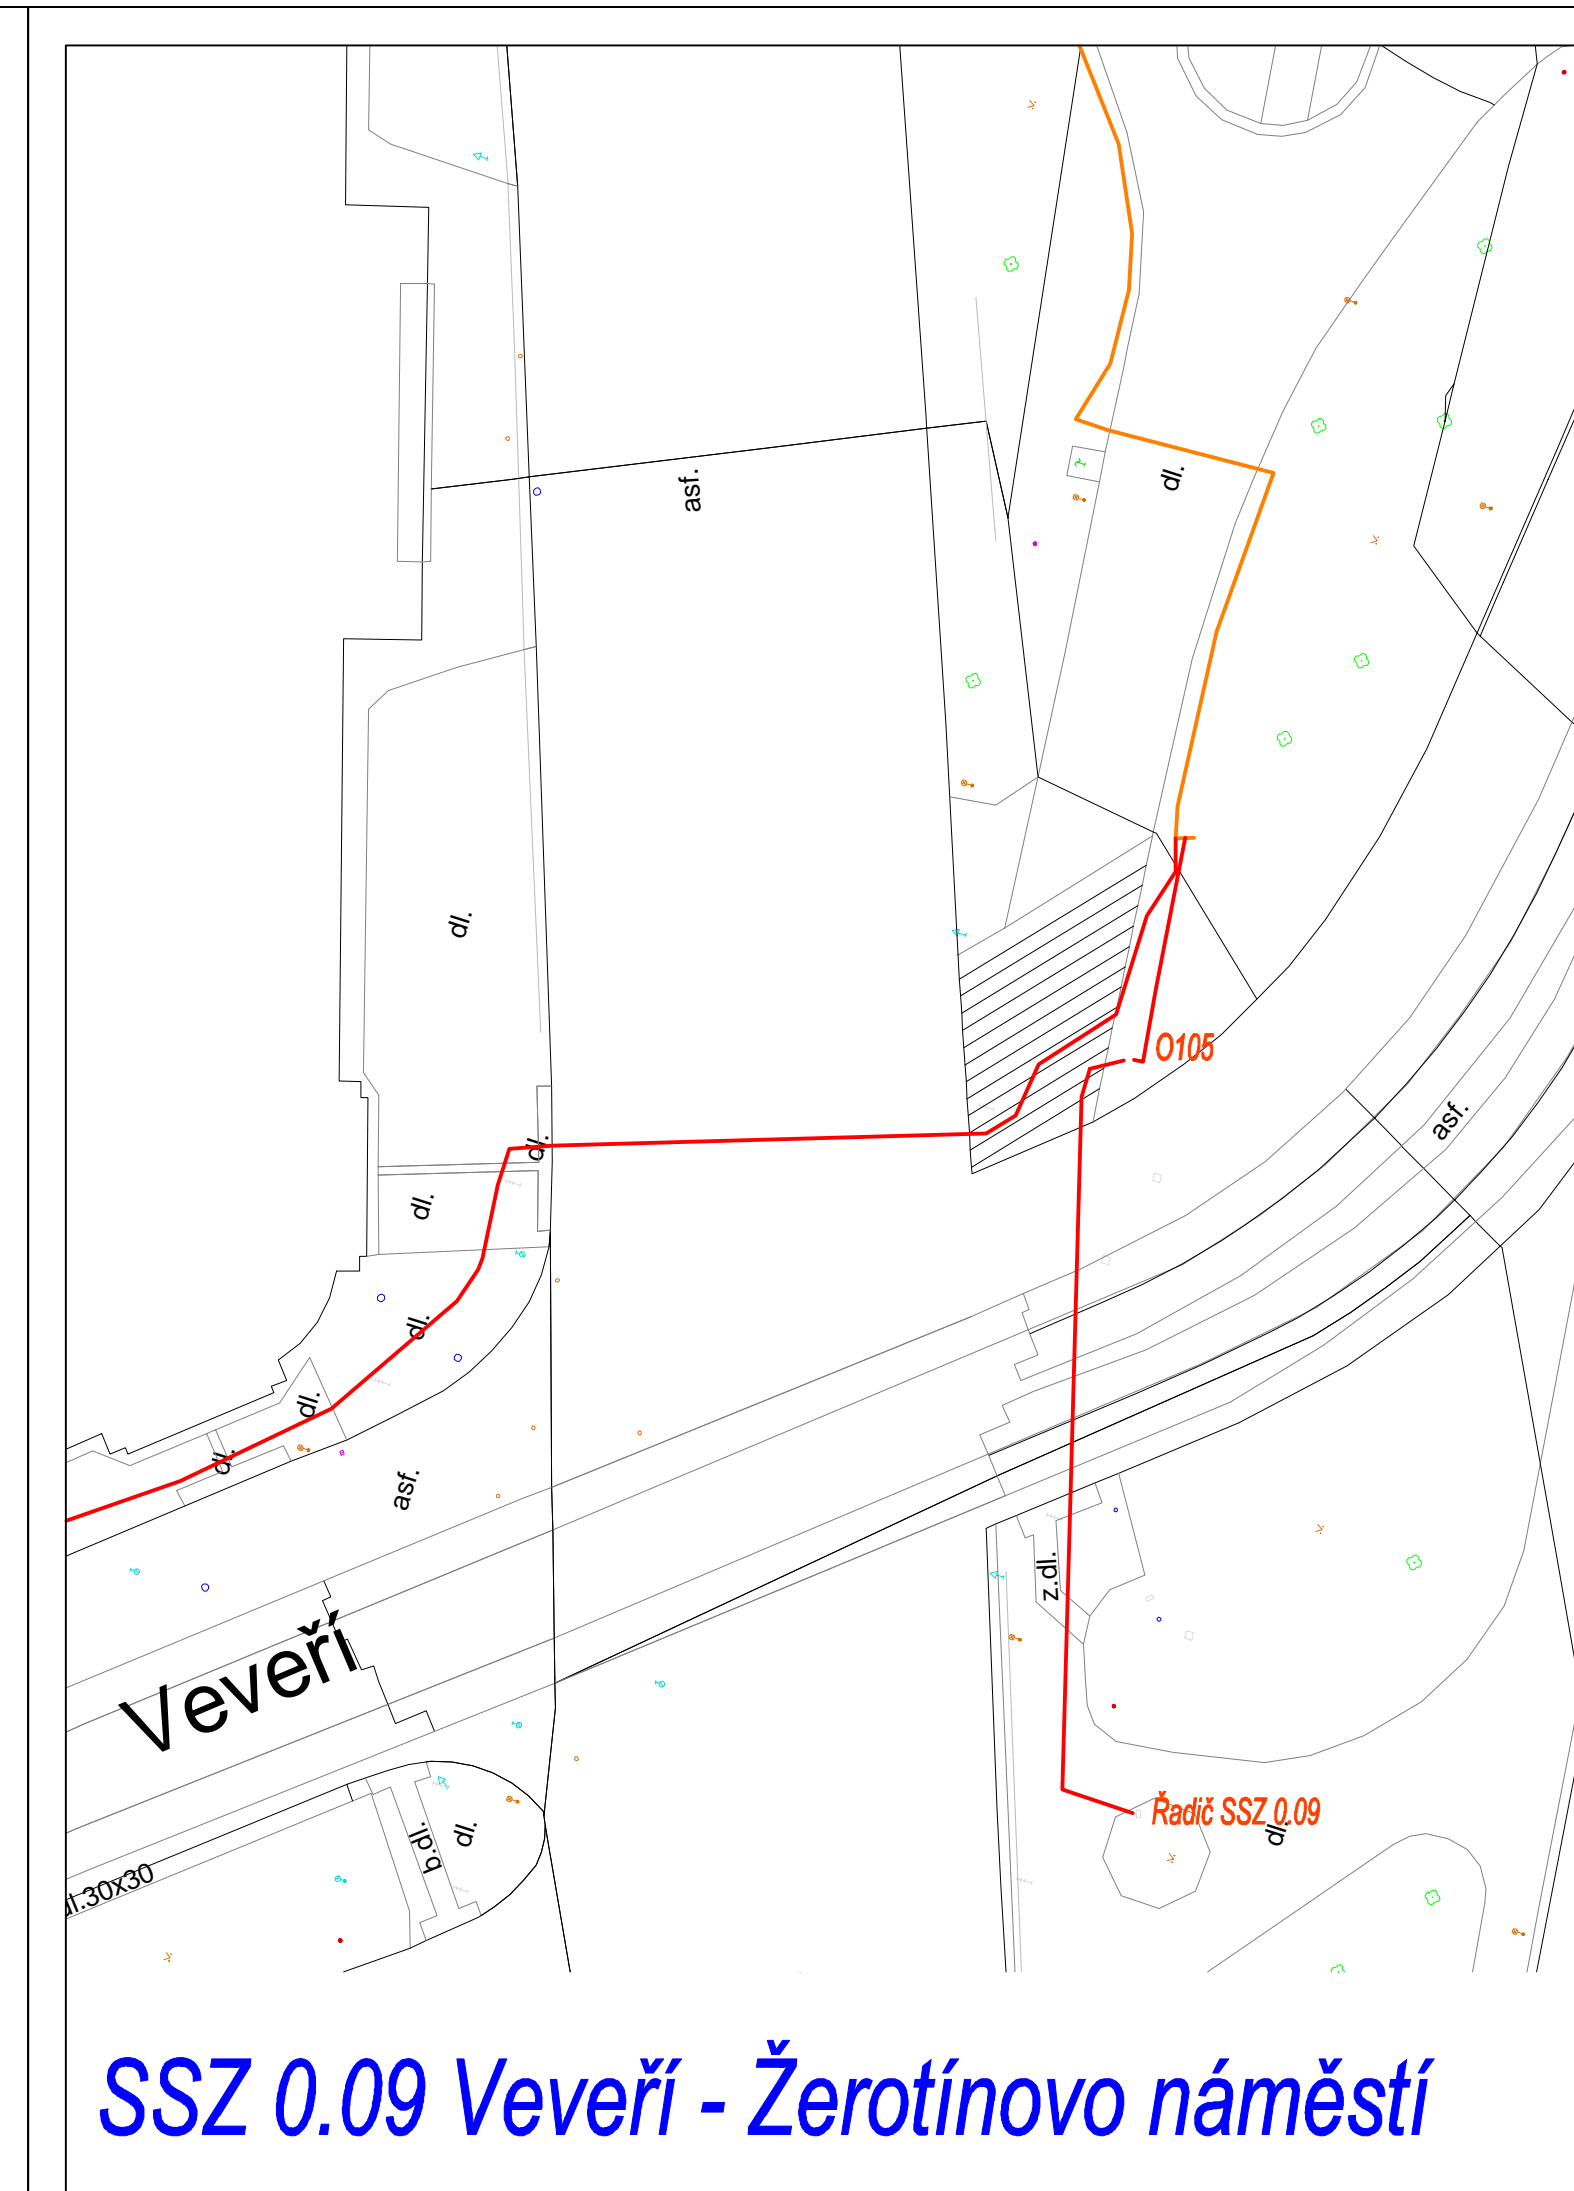 asf.
dl.
dl.
O105
asf.
dl.
dl.
dl.
dl.
dl.
asf.
z.dl.
Veveří
Řadič SSZ 0.09
dl.
dl.
b.dl.
dl.30x30
SSZ 0.09 Veveří - Žerotínovo náměstí